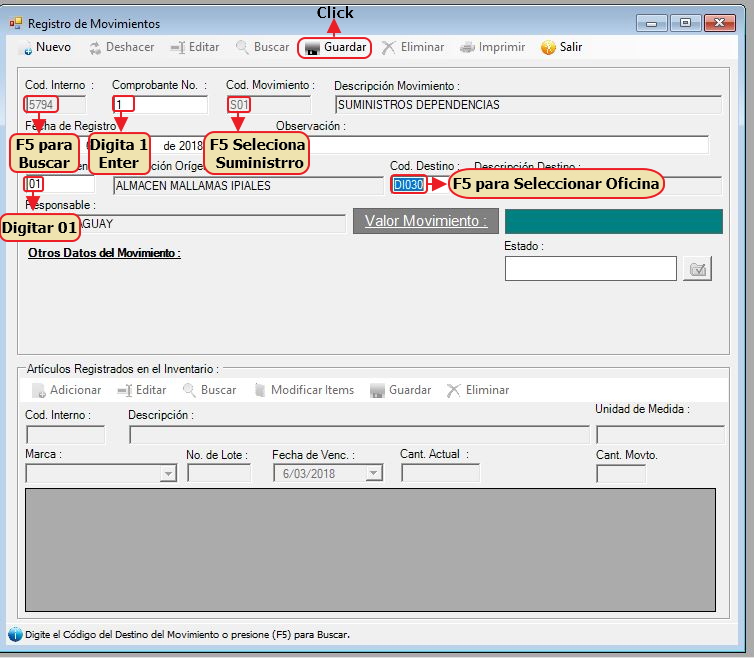 Click
Registro de Movimientos
Nuevo Deshacer Editar Buscar Guardar Eliminar Imprimir Salir
Cod. Interno : Comprobante No. : Cod. Movimiento : Descripción Movimiento :
5794 1 S01 SUMINISTROS DEPENDENCIAS
Fecha de Registro Observación :
F5 para Buscar
Digita 1 Enter
de 2018
F5 Seleciona Suministrro
Cod. Destino : Descripción Destino :
01 ALMACEN MALLAMAS IPIALES DI030 F5 para Seleccionar Oficina
Responsable :
Digitar 01 AGUAY Valor Movimiento :
Otros Datos del Movimiento : Estado :
Artículos Registrados en el Inventario :
Adicionar Editar Buscar Modificar Items Guardar Eliminar
Cod. Interno : Descripción : Unidad de Medida :
Marca : No. de Lote : Fecha de Venc. : Cant. Actual : Cant. Movto.
6/03/2018
Digite el Código del Destino del Movimiento o presione (F5) para Buscar.